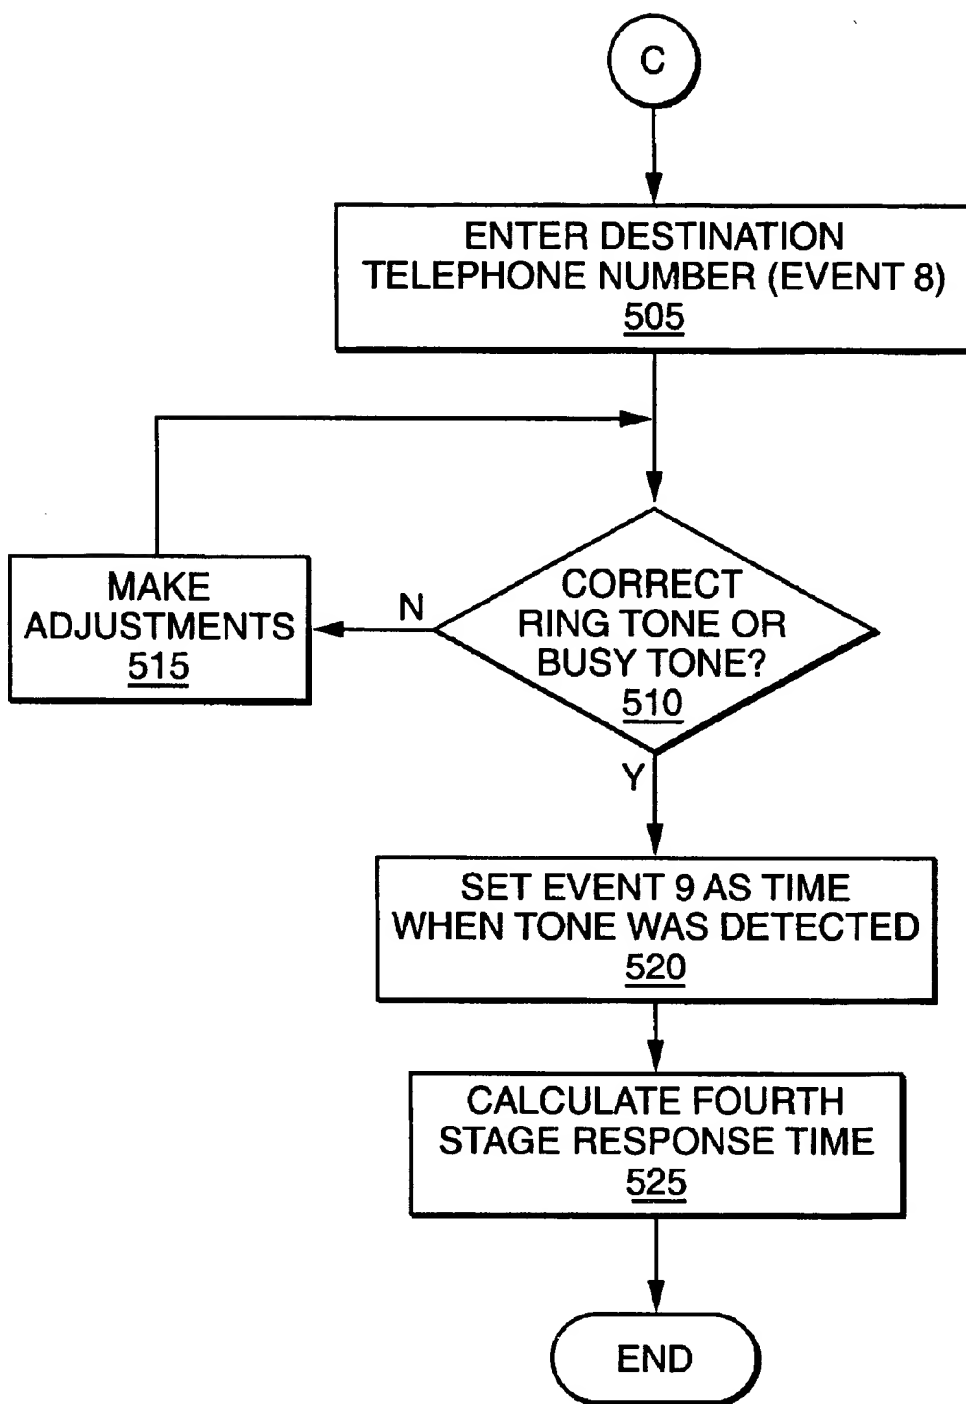 C
ENTER DESTINATION
TELEPHONE NUMBER (EVENT 8)
505
CORRECT
RING TONE OR
BUSY TONE?
510
N
MAKE
ADJUSTMENTS
515
Y
SET EVENT 9 AS TIME
WHEN TONE WAS DETECTED
520
CALCULATE FOURTH
STAGE RESPONSE TIME
525
END